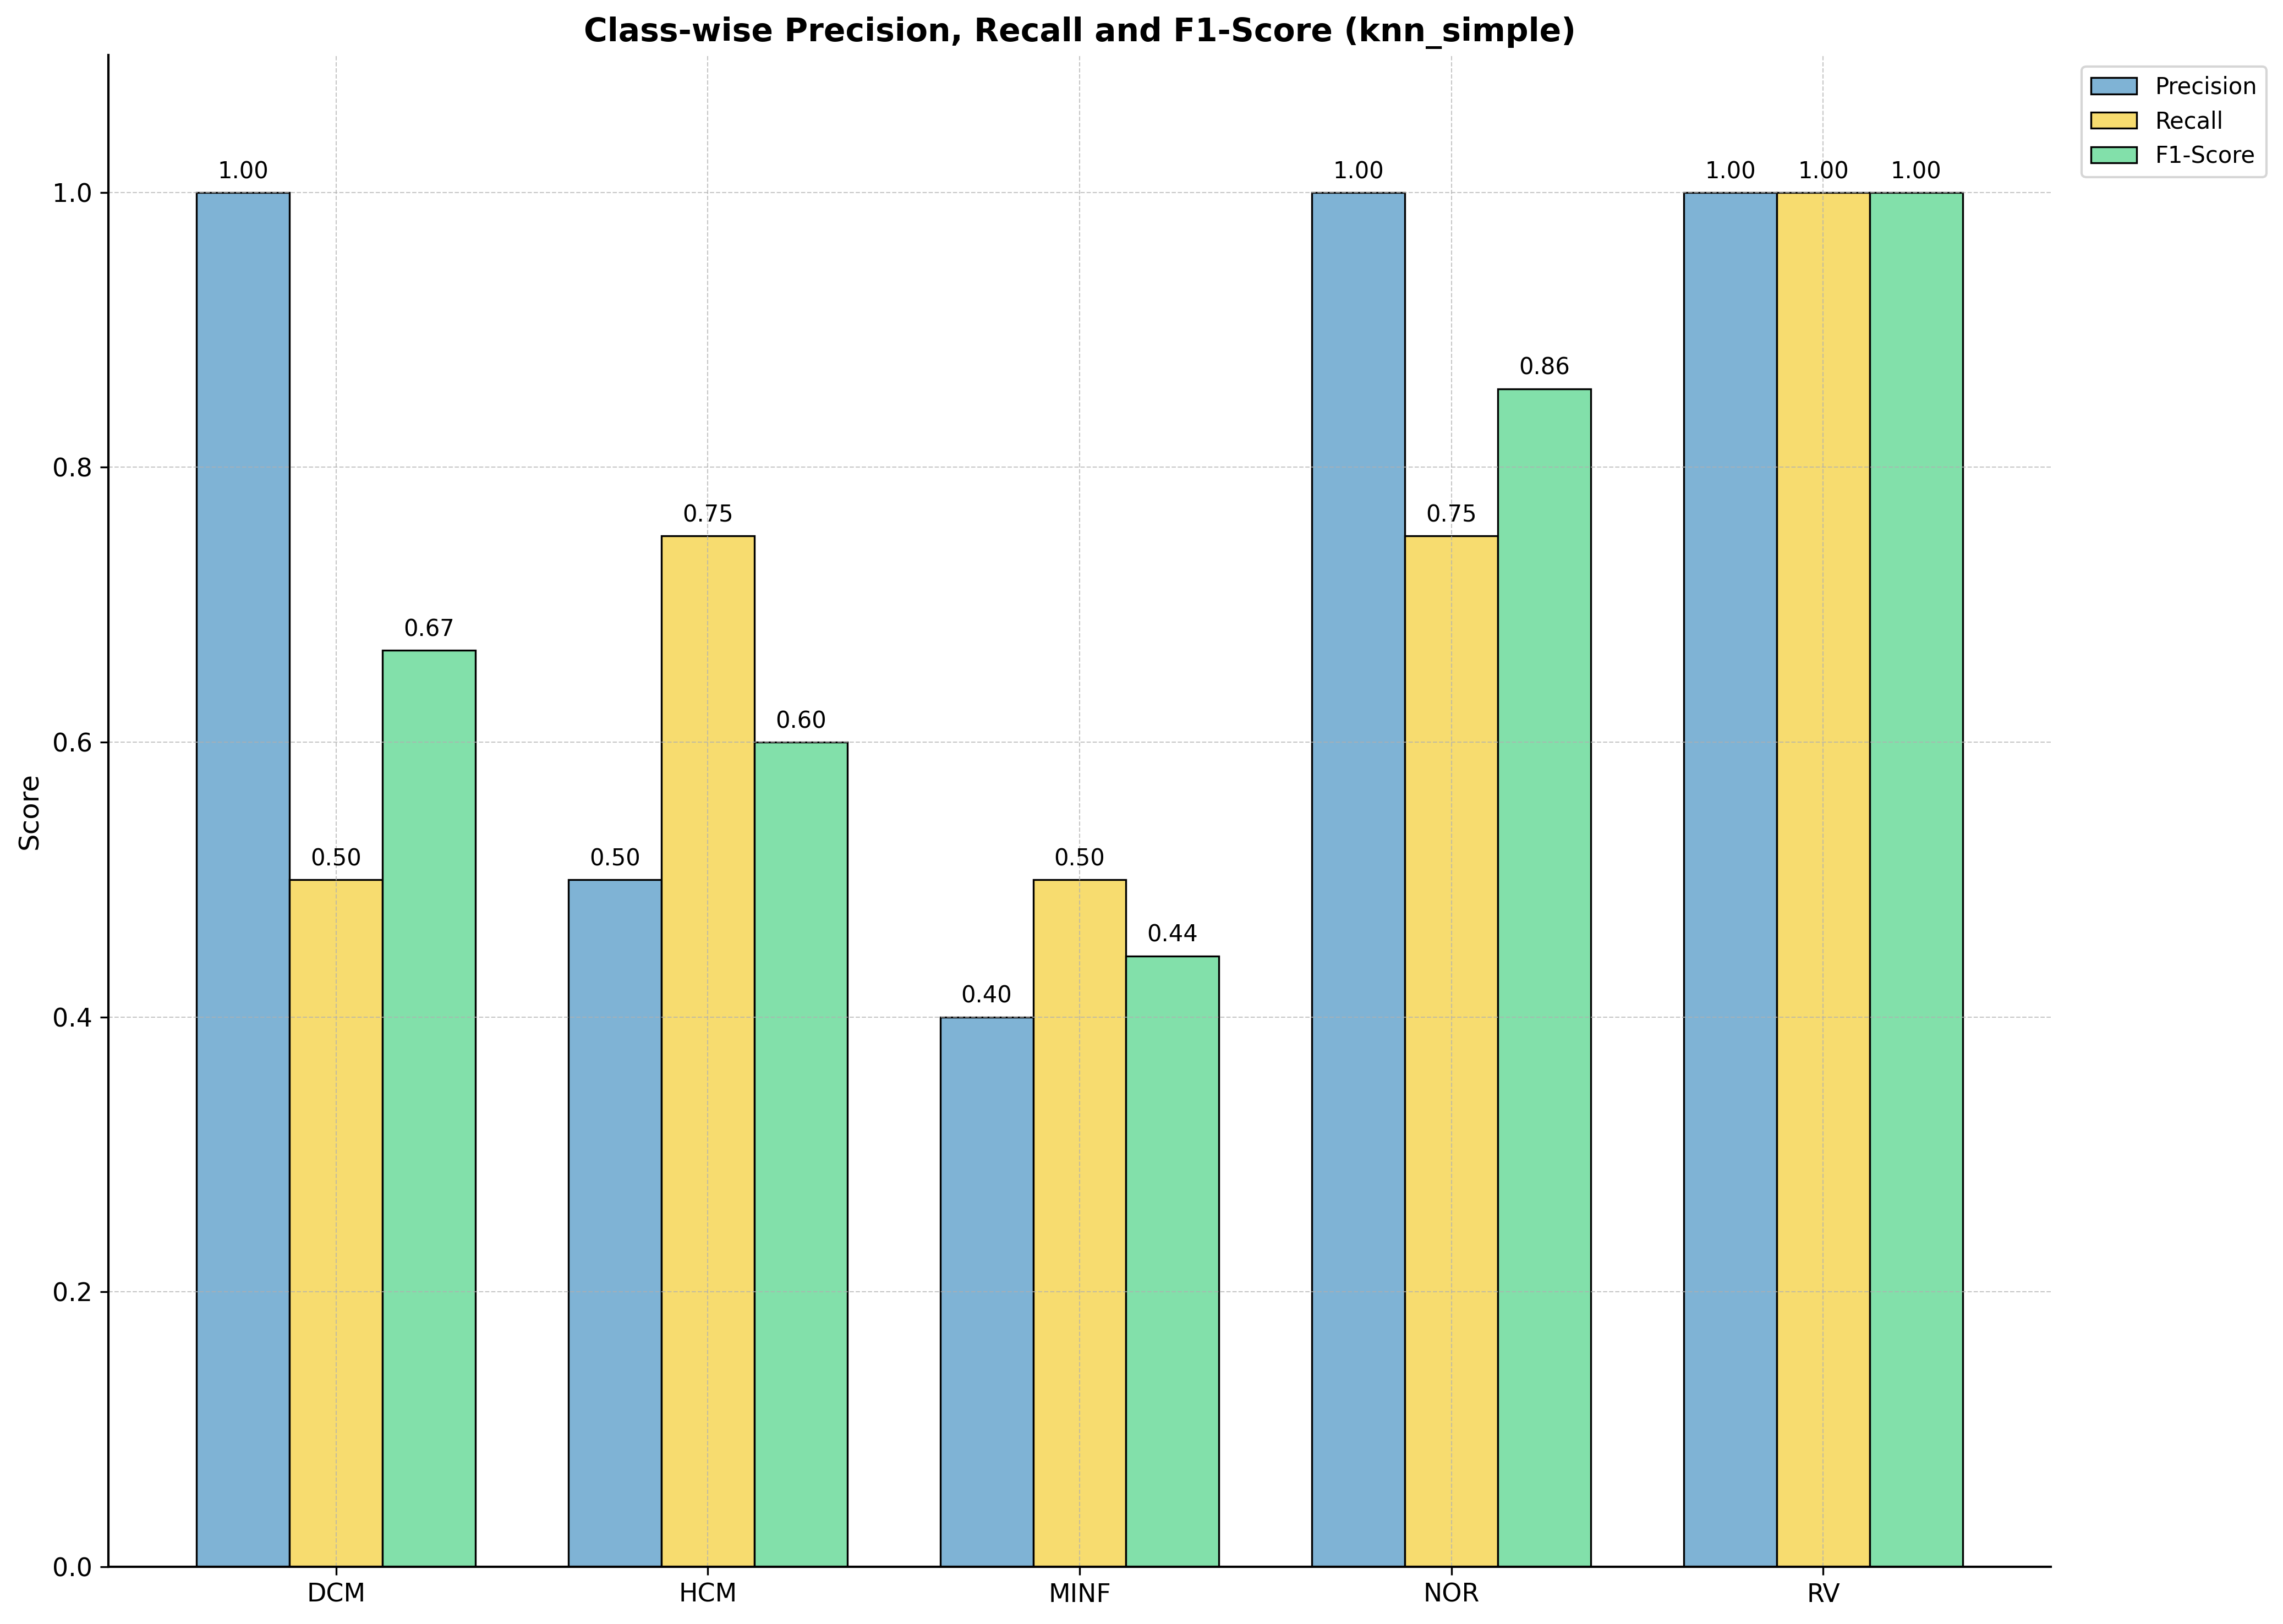 Class-wise Precision, Recall and F1-Score (knn_simple)
Precision
Recall
F1-Score
Score
1.0
0.8
0.6
0.4
0.2
0.0
1.00
0.50
0.67
0.50
0.75
0.60
0.40
0.50
0.44
1.00
0.75
0.86
1.00
1.00
1.00
DCM
HCM
MINF
NOR
RV